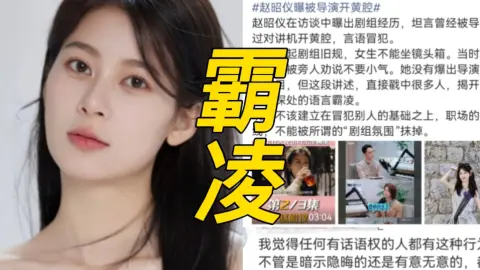 #赵昭仪曝被导演开黄腔
赵昭仪在访谈中曝出剧组经历,坦言曾经被导
过对讲机开黄腔,言语冒犯。
起剧组旧规,女生不能坐镜头箱。当时
被旁人劝说不要小气。她没有爆出导演
但这段讲述,直接戳中很多人,揭开
深处的语言霸凌。
不该建立在冒犯别人的基础之上,职场的
不能被所谓的“剧组氛围”抹掉。
霸
凌
第2/3集
03:04
我觉得任何有话语权的人都有这种行为
不管是暗示隐晦的还是有意无意的,